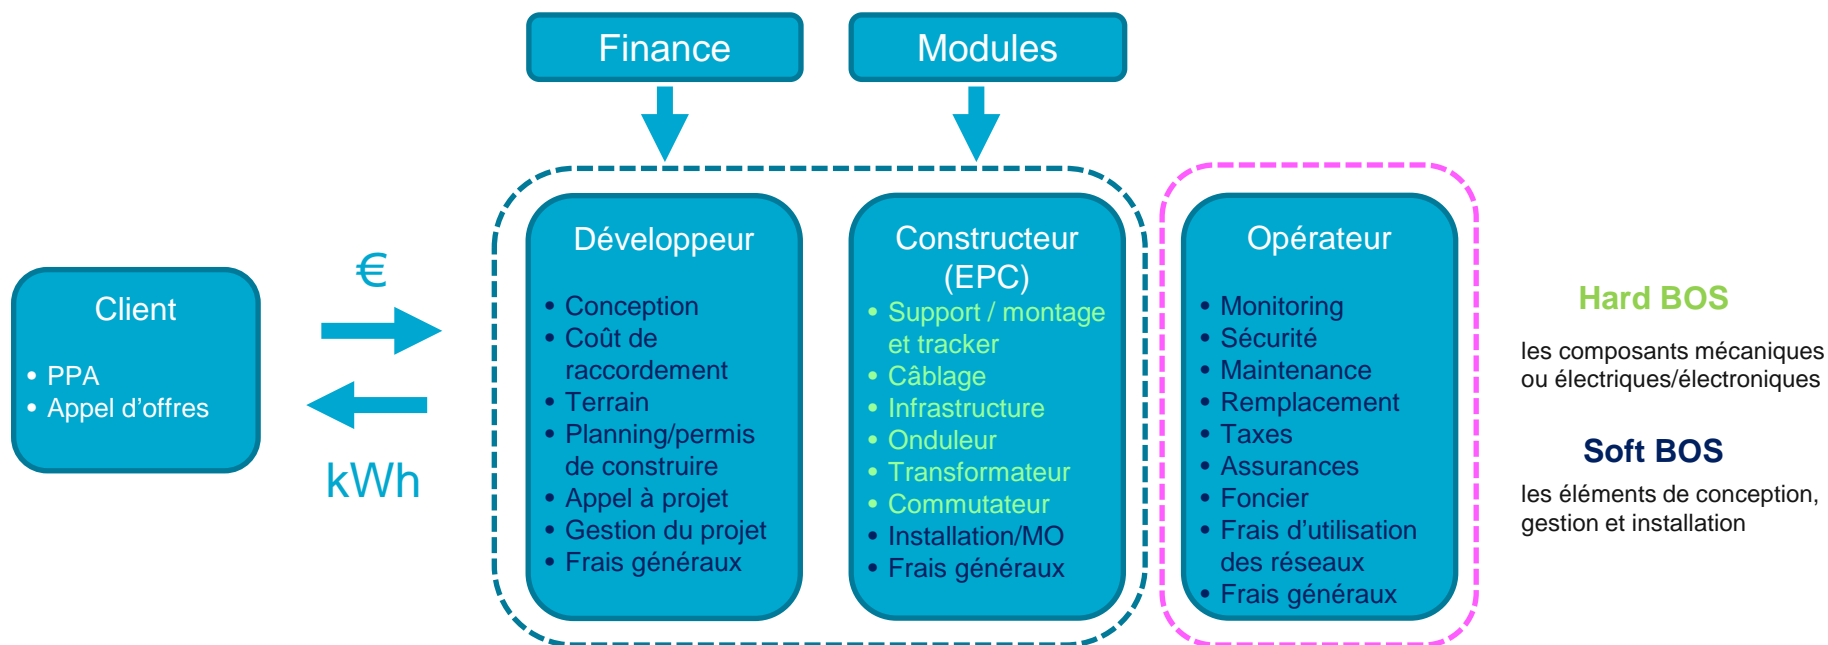 Finance
Modules
Client
• PPA
• Appel d’offres
€
kWh
Développeur
• Conception
• Coût de
raccordement
• Terrain
• Planning/permis
de construire
• Appel à projet
• Gestion du projet
• Frais généraux
Constructeur
(EPC)
• Support / montage
et tracker
• Câblage
• Infrastructure
• Onduleur
• Transformateur
• Commutateur
• Installation/MO
• Frais généraux
Opérateur
• Monitoring
• Sécurité
• Maintenance
• Remplacement
• Taxes
• Assurances
• Foncier
• Frais d’utilisation
des réseaux
• Frais généraux
Hard BOS
les composants mécaniques
ou électriques/électroniques
Soft BOS
les éléments de conception,
gestion et installation